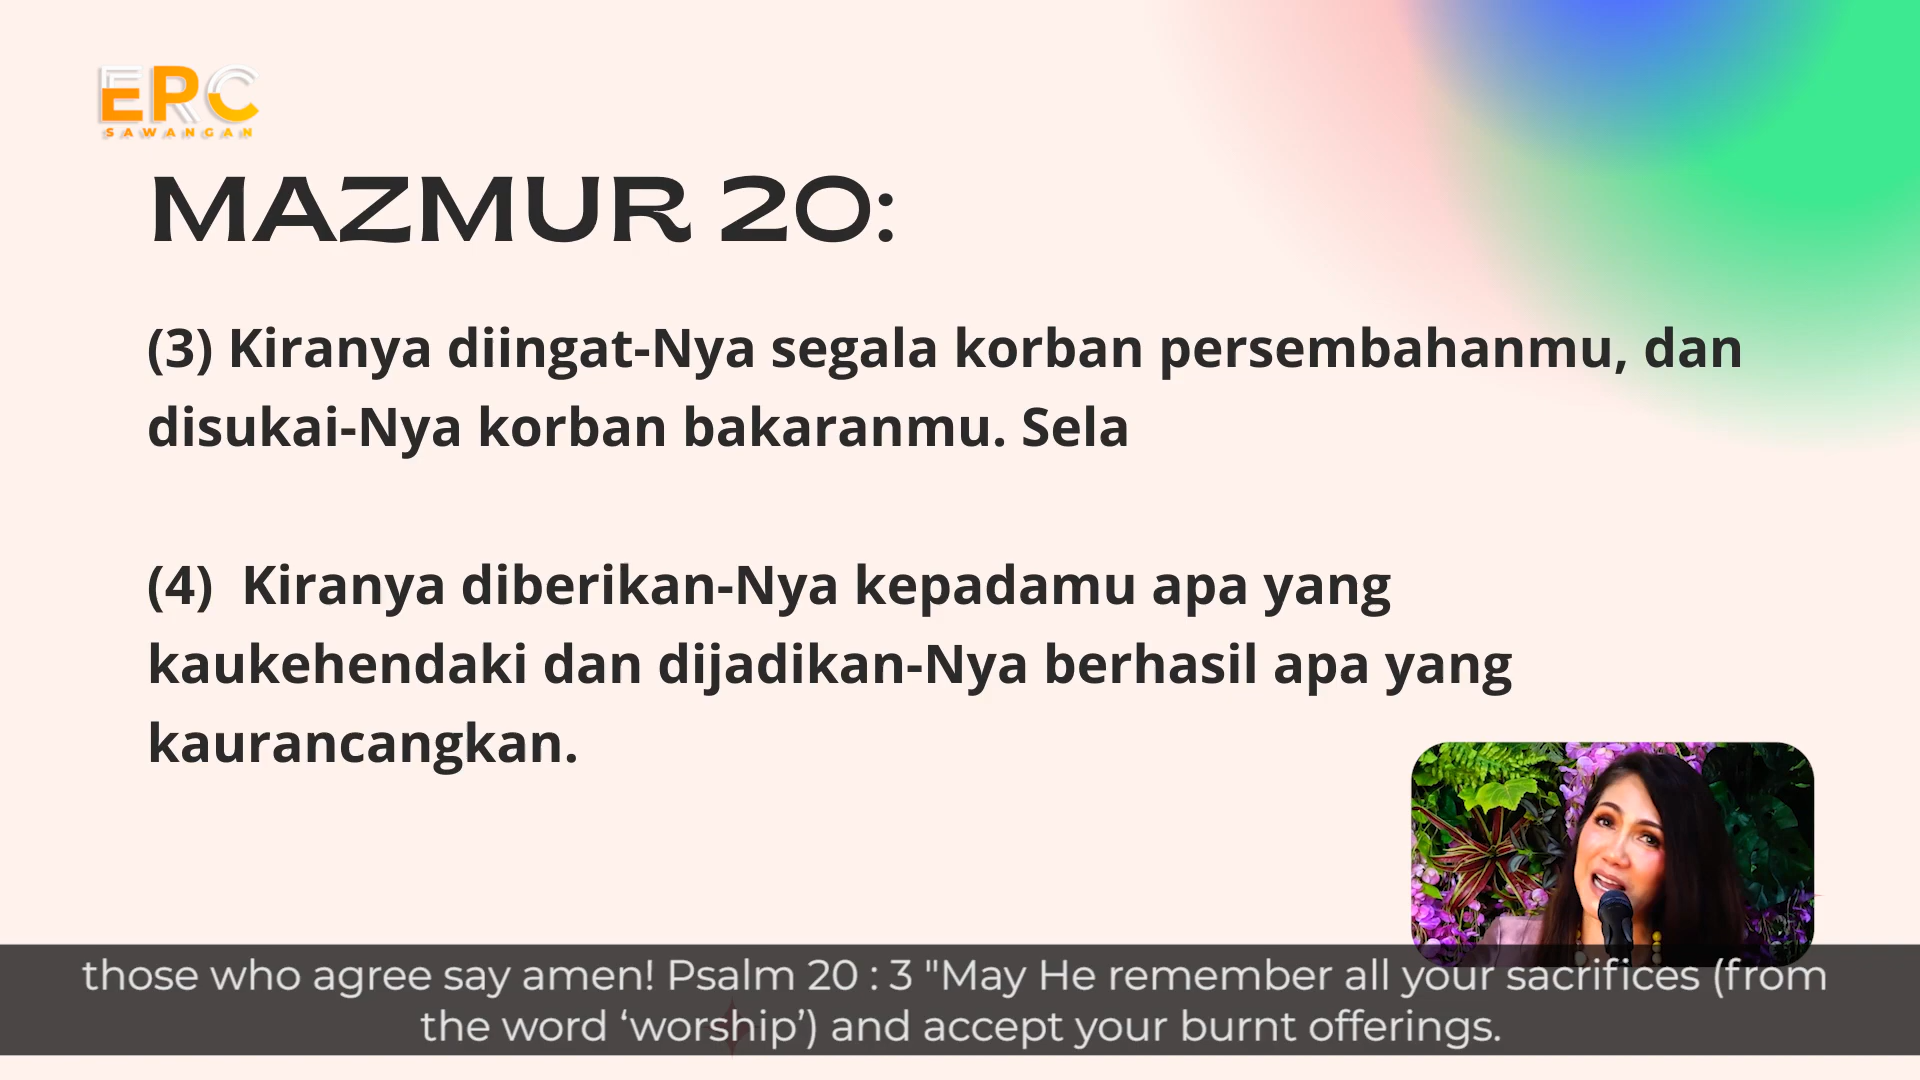 ERC
SAWANGAN
MAZMUR 20:
(3) Kiranya diingat-Nya segala korban persembahanmu, dan
disukai-Nya korban bakaranmu. Sela
(4) Kiranya diberikan-Nya kepadamu apa yang
kaukehendaki dan dijadikan-Nya berhasil apa yang
kaurancangkan.
those who agree say amen! Psalm 20 : 3 "May He remember all your sacrifices (from
the word ‘worship’) and accept your burnt offerings.